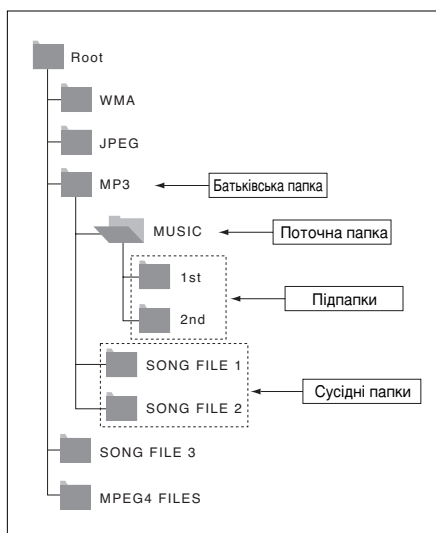 Root
WMA
JPEG
MP3 Батьківська папка
MUSIC Поточна папка
1st
Підпапки
2nd
SONG FILE 1
Сусідні папки
SONG FILE 2
SONG FILE 3
MPEG4 FILES